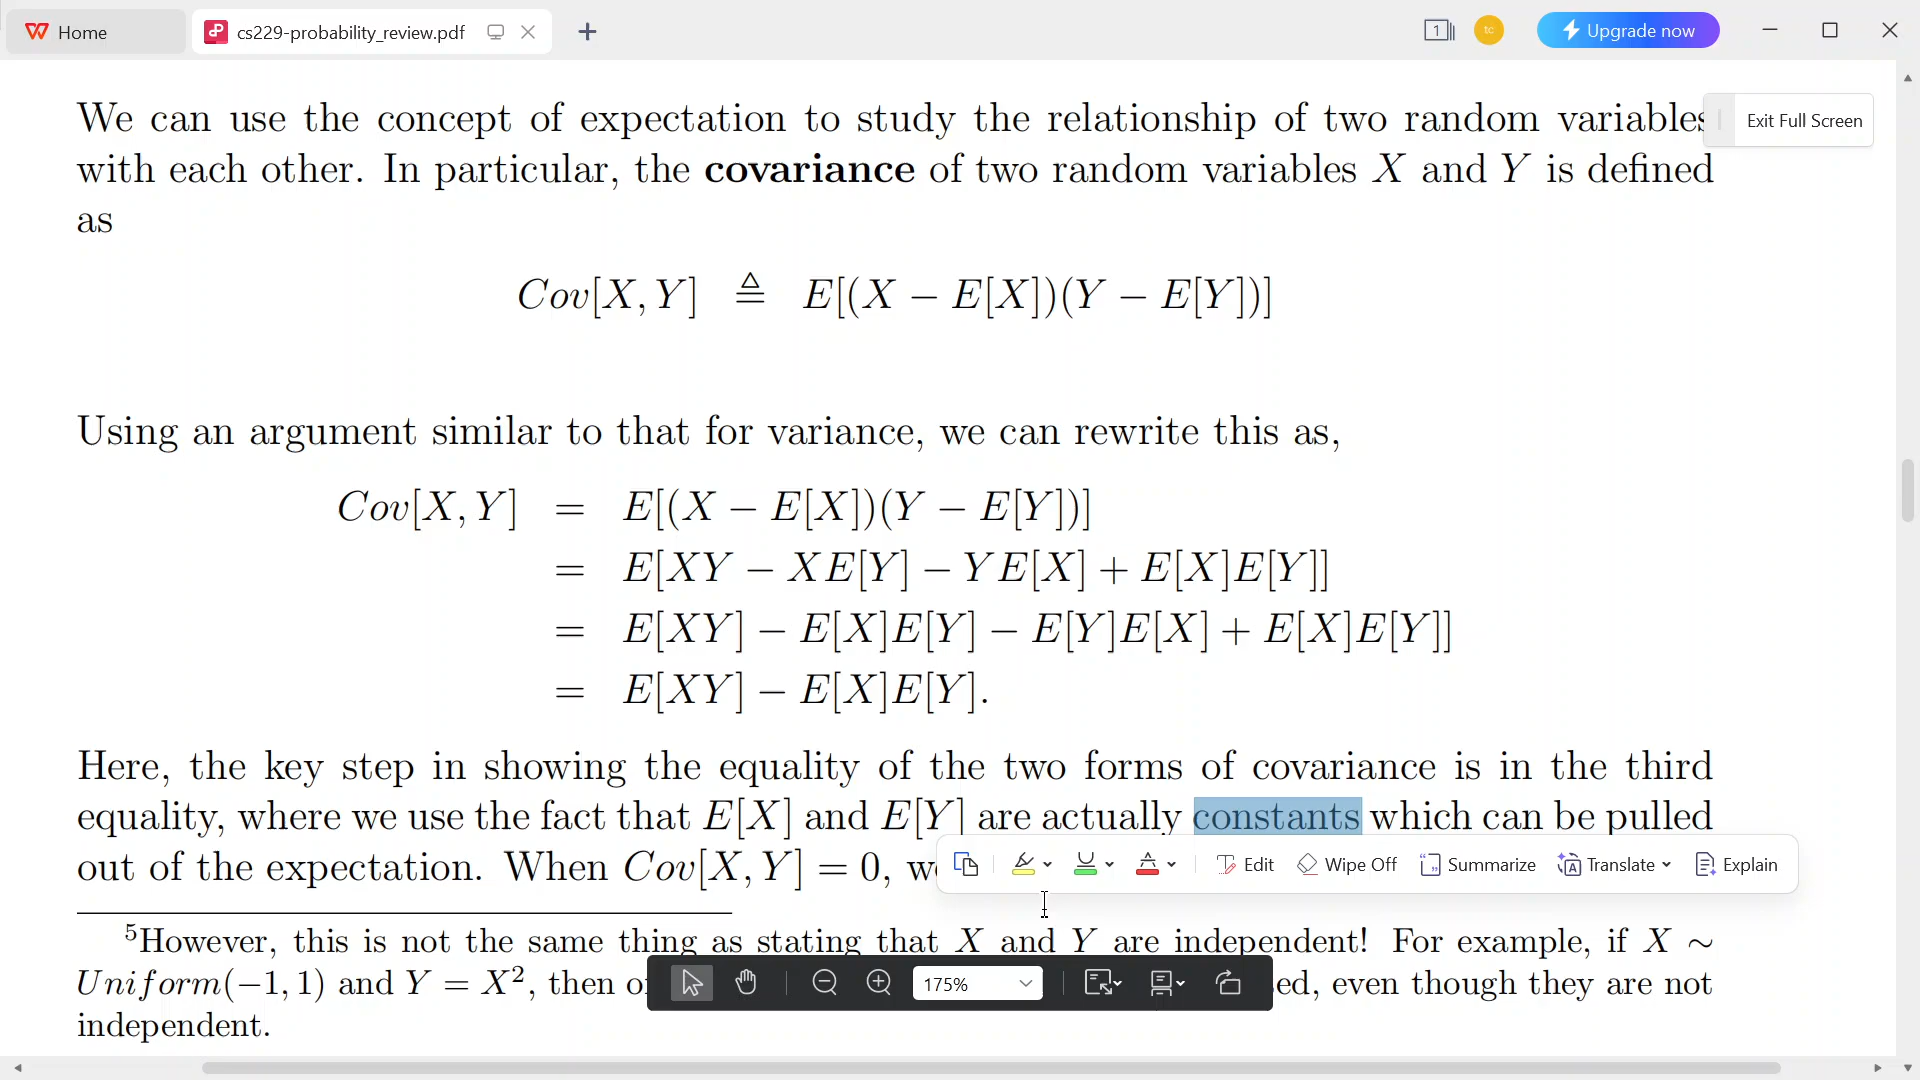 Home
cs229-probability_review.pdf
1
tc
Upgrade now
We can use the concept of expectation to study the relationship of two random variables
Exit Full Screen
with each other. In particular, the covariance of two random variables X and Y is defined
as
Cov[X, Y] ≜ E[(X − E[X])(Y − E[Y])]
Using an argument similar to that for variance, we can rewrite this as,
Cov[X, Y] = E[(X − E[X])(Y − E[Y])]
= E[XY − XE[Y] − YE[X] + E[X]E[Y]]
= E[XY] − E[X]E[Y] − E[Y]E[X] + E[X]E[Y]]
= E[XY] − E[X]E[Y].
Here, the key step in showing the equality of the two forms of covariance is in the third
equality, where we use the fact that E[X] and E[Y] are actually constants which can be pulled
out of the expectation. When Cov[X, Y] = 0,
Edit Wipe Off Summarize Translate Explain
⁵However, this is not the same thing as stating that X and Y are independent! For example, if X ∼
Uniform(−1, 1) and Y = X², then
175%
even though they are not
independent.